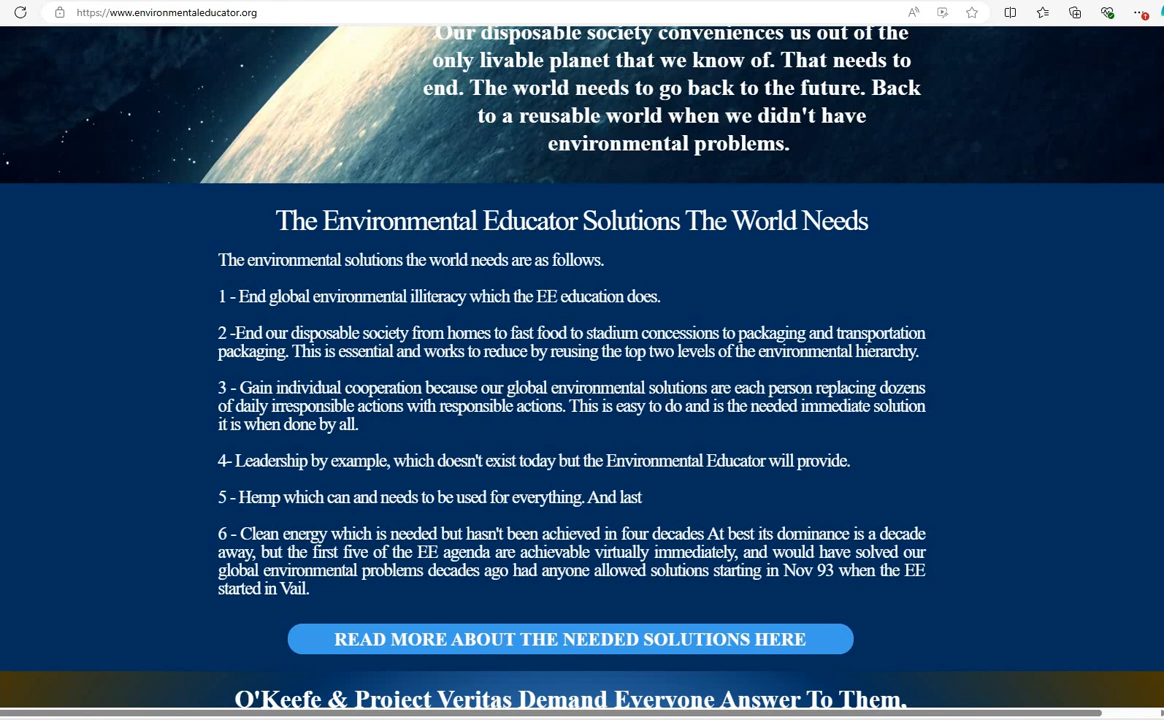 https://www.environmentaleducator.org
Our disposable society conveniences us out of the
only livable planet that we know of. That needs to
end. The world needs to go back to the future. Back
to a reusable world when we didn't have
environmental problems.
The Environmental Educator Solutions The World Needs
The environmental solutions the world needs are as follows.
1 - End global environmental illiteracy which the EE education does.
2 -End our disposable society from homes to fast food to stadium concessions to packaging and transportation
packaging. This is essential and works to reduce by reusing the top two levels of the environmental hierarchy.
3 - Gain individual cooperation because our global environmental solutions are each person replacing dozens
of daily irresponsible actions with responsible actions. This is easy to do and is the needed immediate solution
it is when done by all.
4- Leadership by example, which doesn't exist today but the Environmental Educator will provide.
5 - Hemp which can and needs to be used for everything. And last
6 - Clean energy which is needed but hasn't been achieved in four decades At best its dominance is a decade
away, but the first five of the EE agenda are achievable virtually immediately, and would have solved our
global environmental problems decades ago had anyone allowed solutions starting in Nov 93 when the EE
started in Vail.
READ MORE ABOUT THE NEEDED SOLUTIONS HERE
O'Keefe & Project Veritas Demand Everyone Answer To Them,